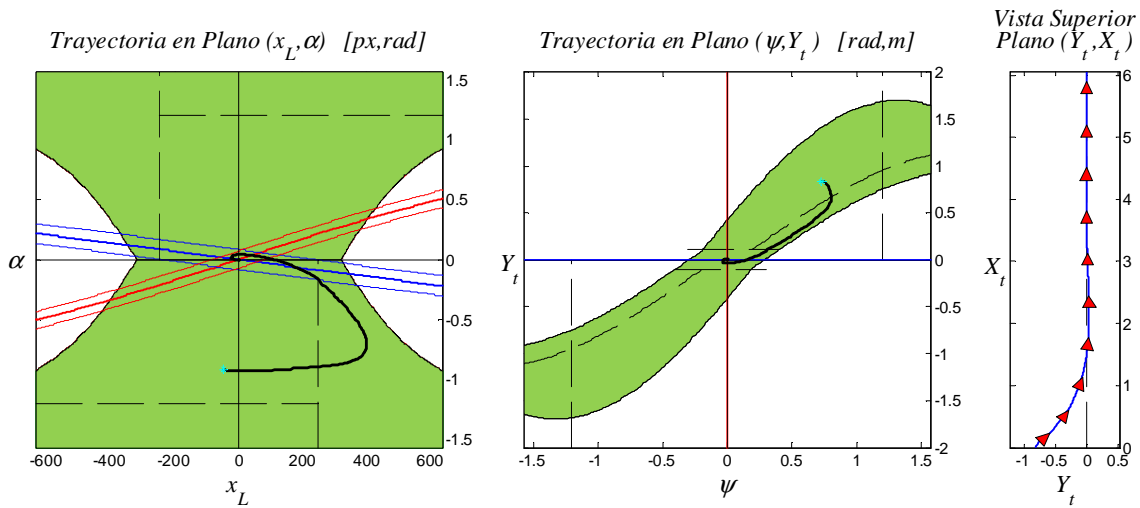 Trayectoria en Plano (x_L,α) [px,rad]
1.5
1
0.5
0
-0.5
-1
-1.5
α
-600 -400 -200 0 200 400 600
x_L
Trayectoria en Plano (ψ,Y_t) [rad,m]
2
1.5
1
0.5
0
-0.5
-1
-1.5
-2
Y_t
-1.5 -1 -0.5 0 0.5 1 1.5
ψ
Vista Superior
Plano (Y_t,X_t)
6
5
4
3
2
1
0
X_t
-1 -0.5 0 0.5
Y_t